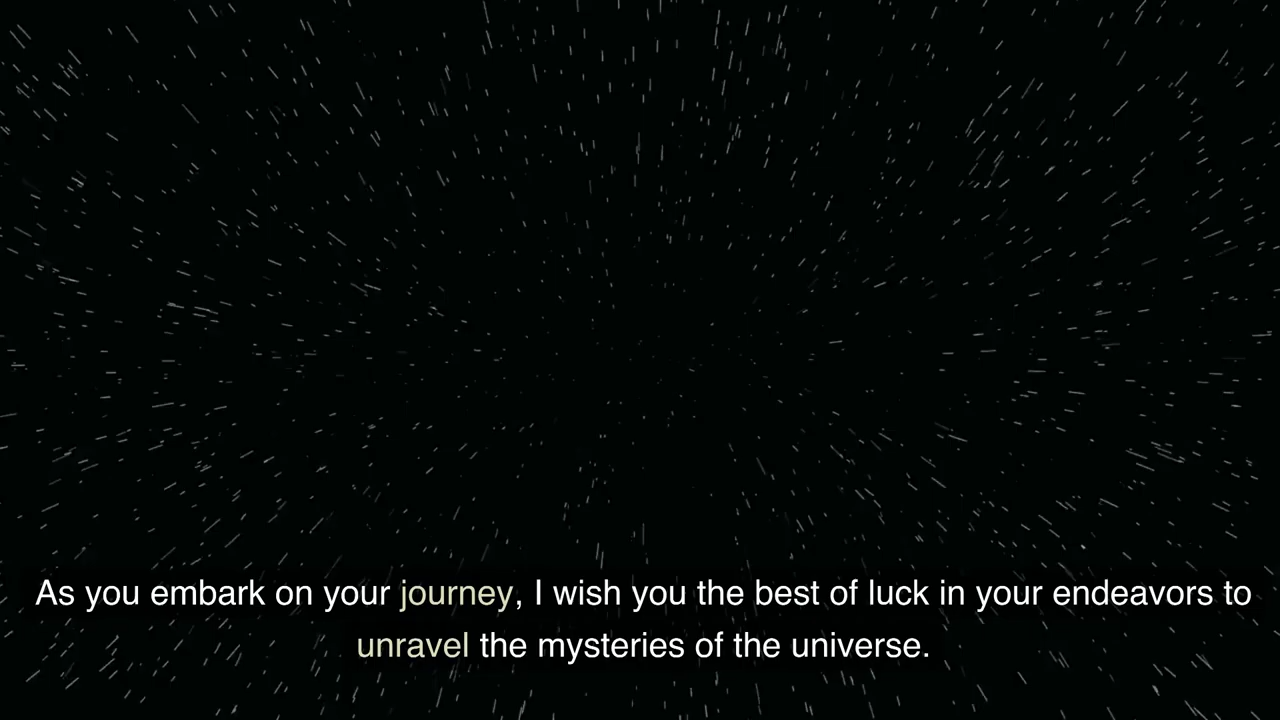 As you embark on your journey, I wish you the best of luck in your endeavors to
unravel the mysteries of the universe.